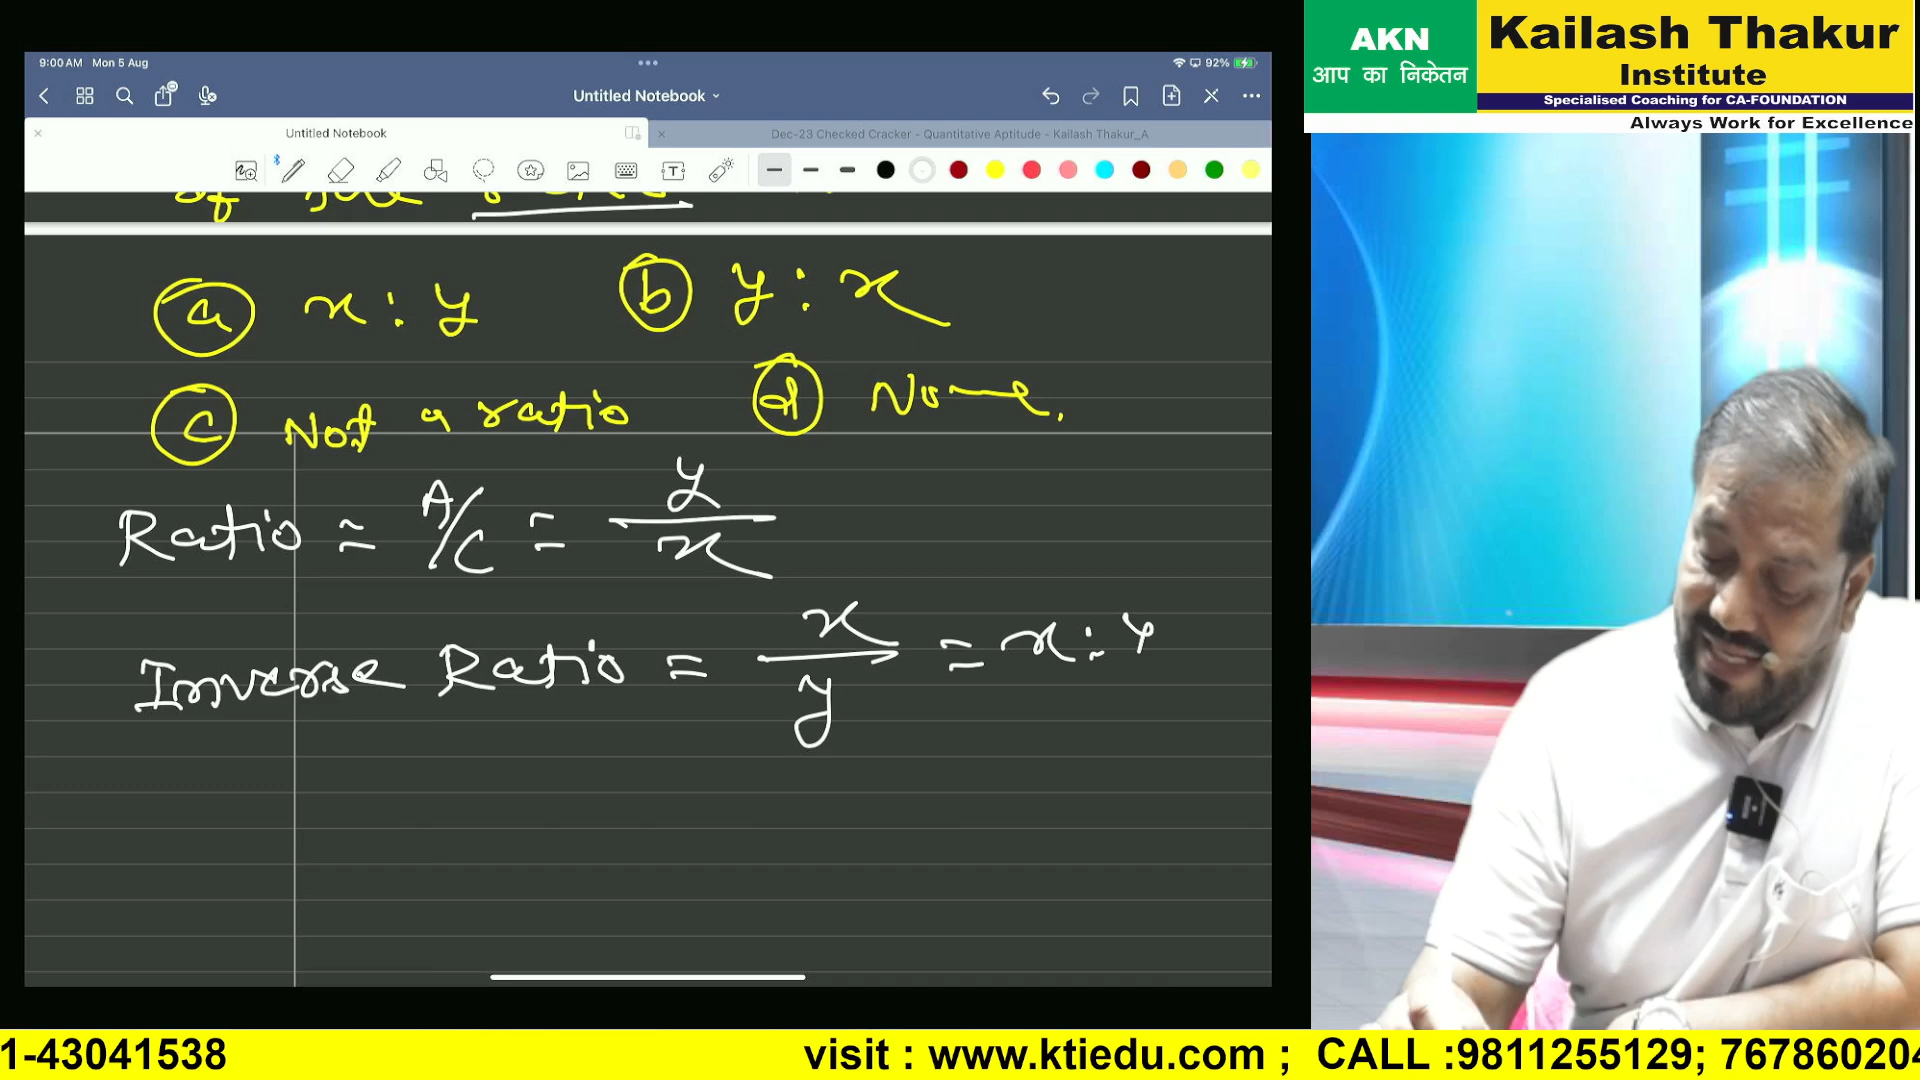 AKN
आप का निकेतन
Kailash Thakur
Institute
Specialised Coaching for CA-FOUNDATION
Always Work for Excellence
9:00 AM Mon 5 Aug
92%
Untitled Notebook
Untitled Notebook
Dec-23 Checked Cracker - Quantitative Aptitude - Kailash Thakur_A
of
(a) x : y (b) y : x
(c) Not a ratio (d) None.
Ratio = A/C = y/x
Inverse Ratio = x/y = x : y
1-43041538 visit : www.ktiedu.com ; CALL :9811255129; 767860204